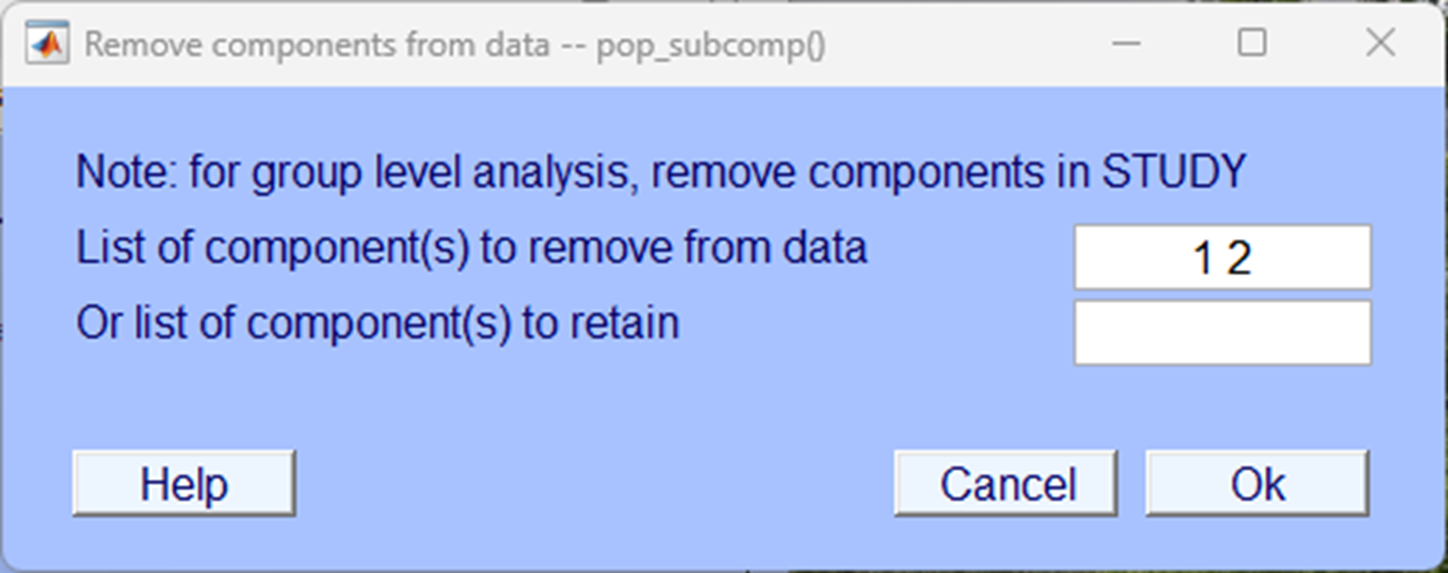 Remove components from data -- pop_subcomp()
Note: for group level analysis, remove components in STUDY
List of component(s) to remove from data
1 2
Or list of component(s) to retain
Help
Cancel
Ok